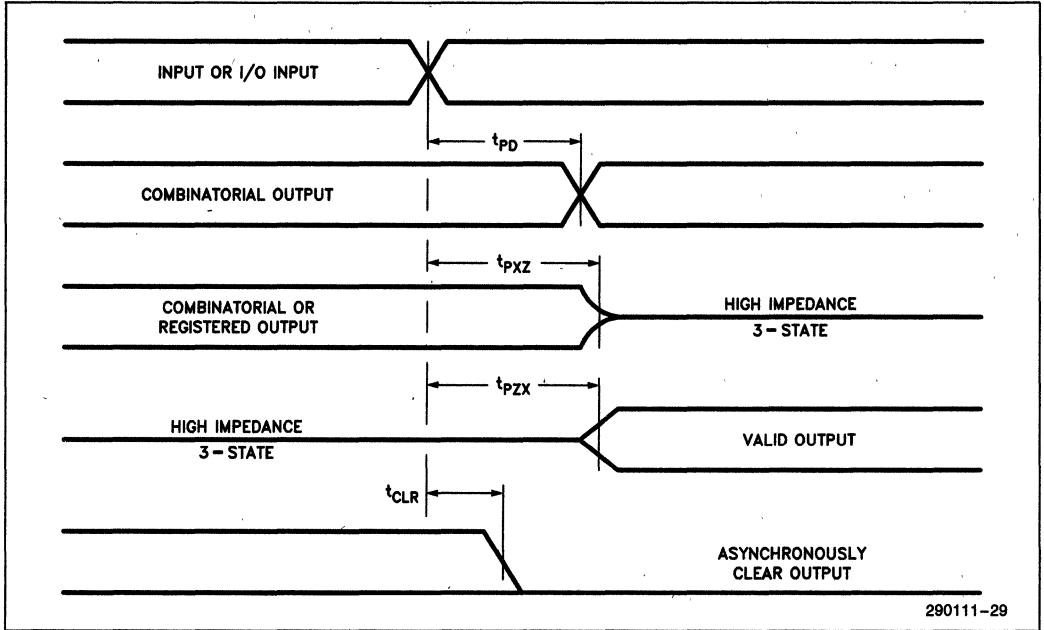 INPUT OR I/O INPUT
tPD
COMBINATORIAL OUTPUT
tPXZ
COMBINATORIAL OR
REGISTERED OUTPUT
HIGH IMPEDANCE
3-STATE
tPZX
HIGH IMPEDANCE
3-STATE
VALID OUTPUT
tCLR
ASYNCHRONOUSLY
CLEAR OUTPUT
290111-29